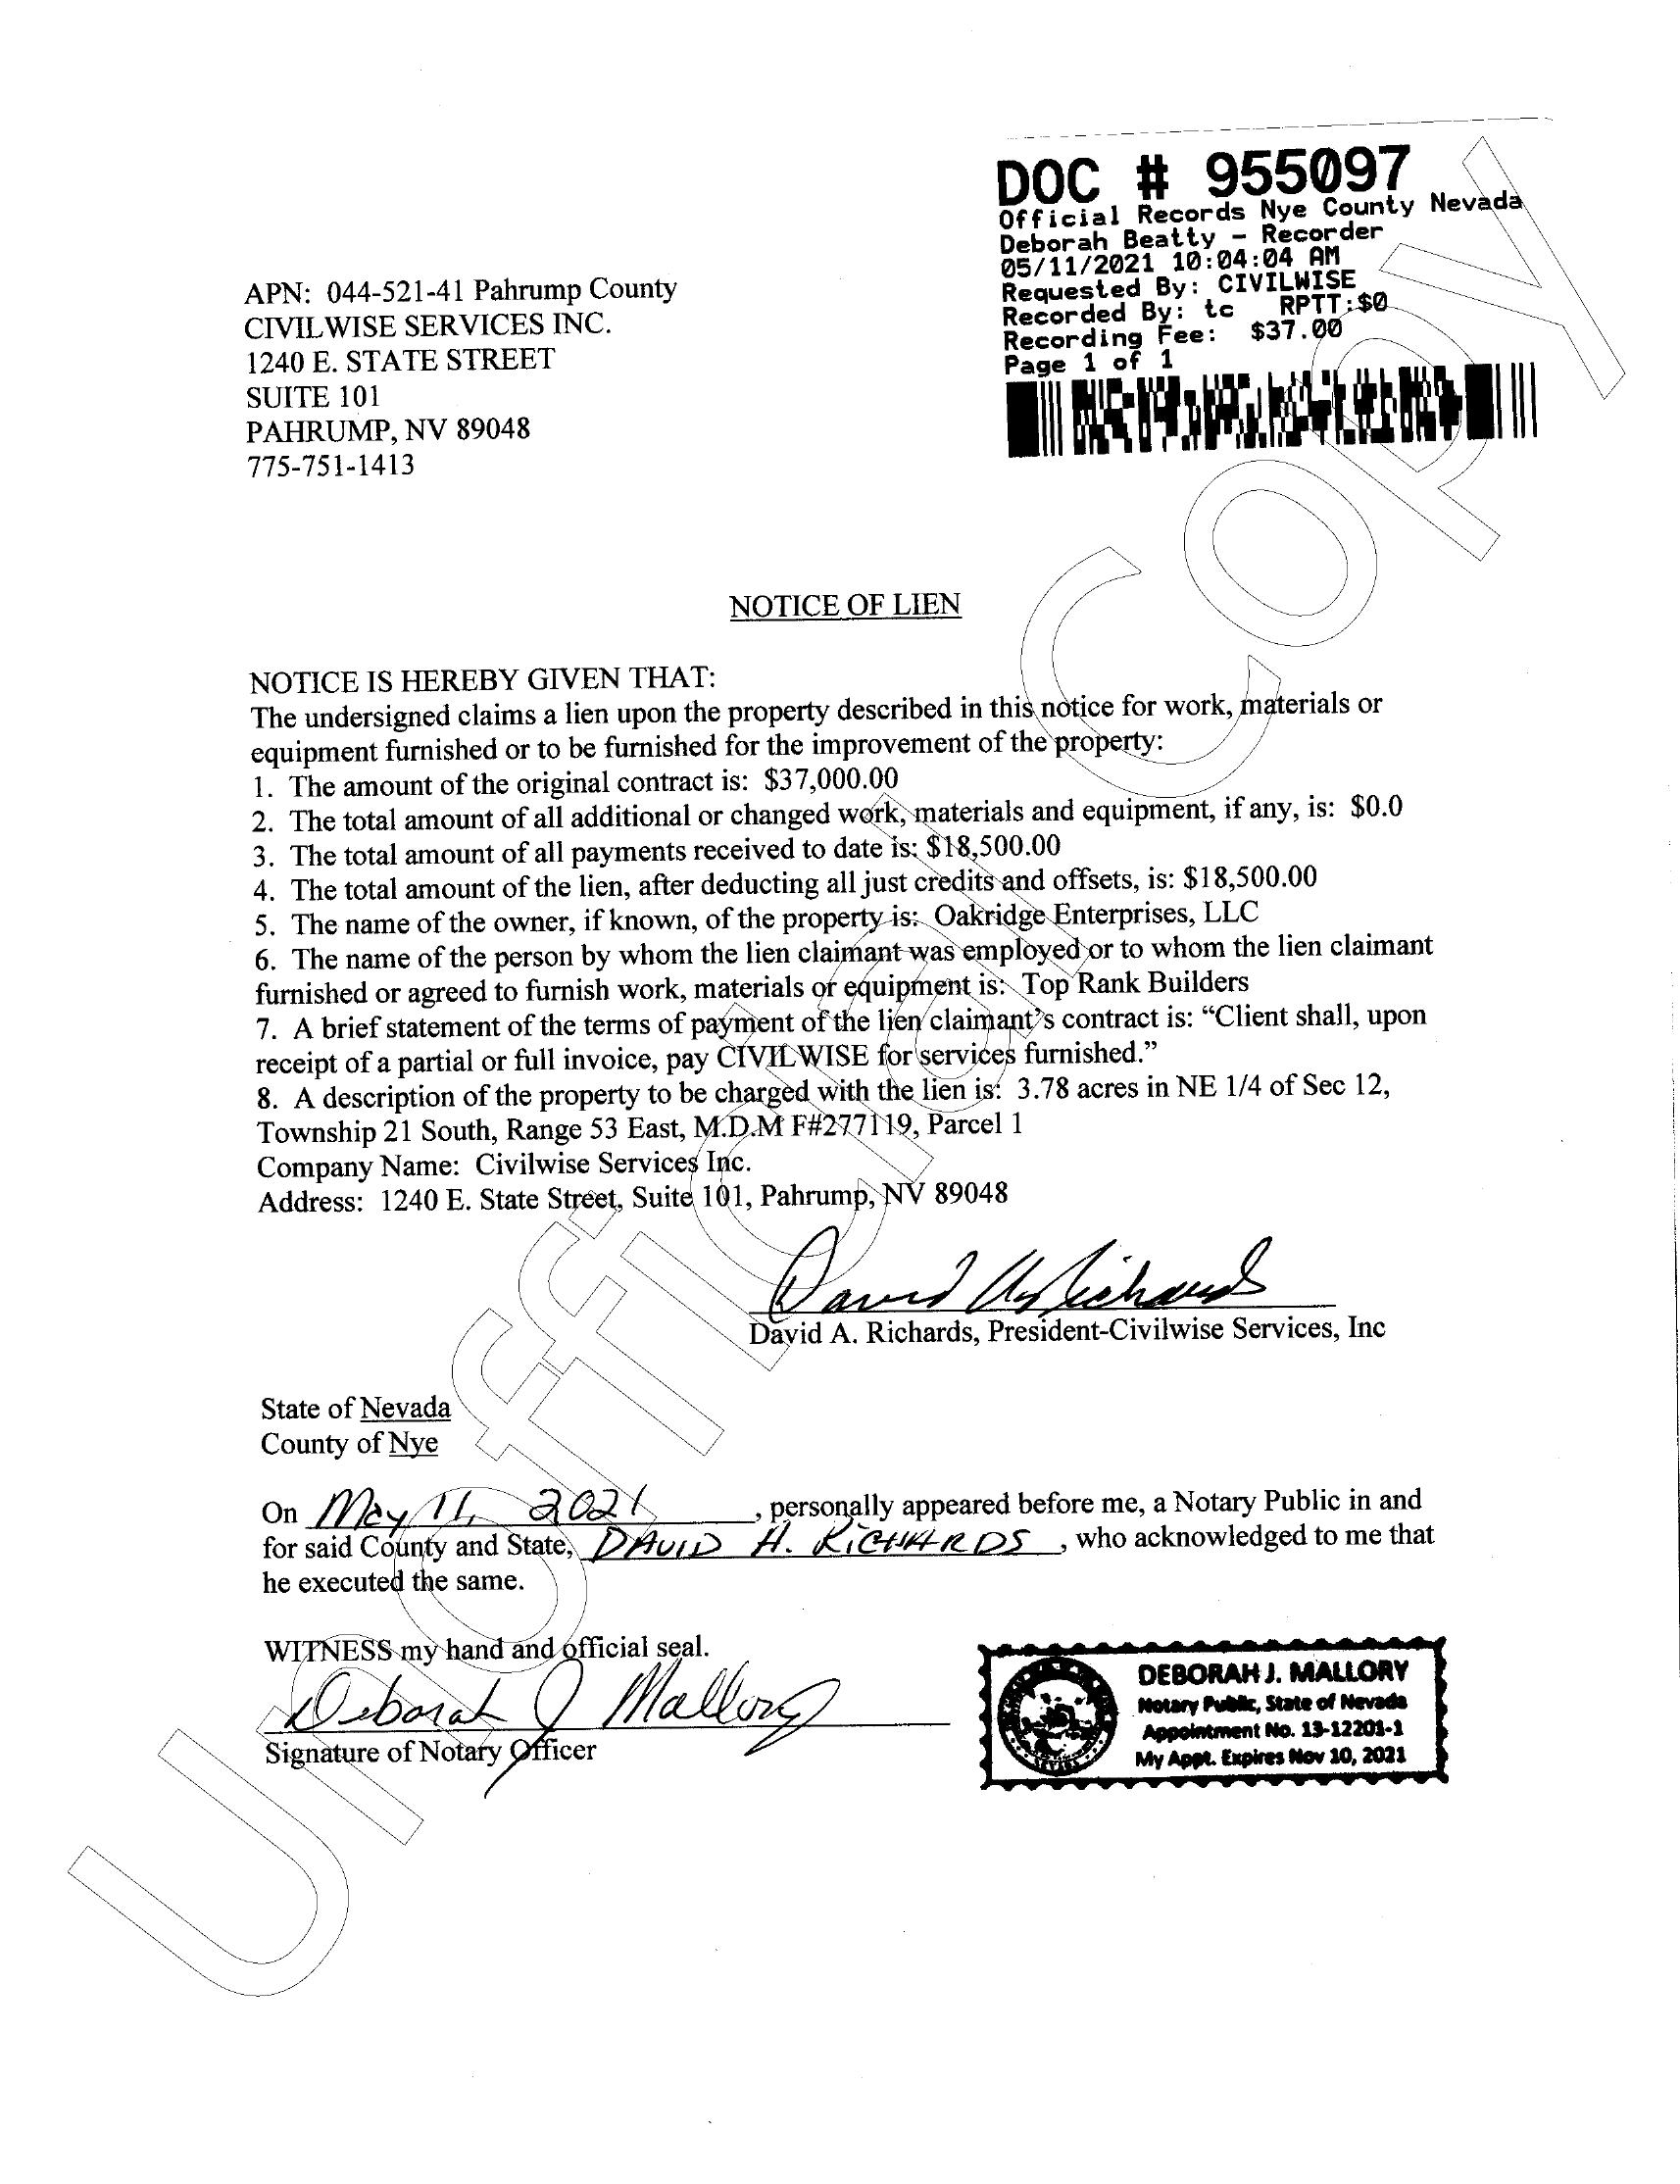 DOC # 955097
Official Records Nye County Nevada
Deborah Beatty - Recorder
05/11/2021 10:04:04 AM
Requested By: CIVILWISE
Recorded By: tc RPTT:$0
Recording Fee: $37.00
Page 1 of 1
APN: 044-521-41 Pahrump County
CIVILWISE SERVICES INC.
1240 E. STATE STREET
SUITE 101
PAHRUMP, NV 89048
775-751-1413
NOTICE OF LIEN
NOTICE IS HEREBY GIVEN THAT:
The undersigned claims a lien upon the property described in this notice for work, materials or
equipment furnished or to be furnished for the improvement of the property:
1. The amount of the original contract is: $37,000.00
2. The total amount of all additional or changed work, materials and equipment, if any, is: $0.0
3. The total amount of all payments received to date is: $18,500.00
4. The total amount of the lien, after deducting all just credits and offsets, is: $18,500.00
5. The name of the owner, if known, of the property is: Oakridge Enterprises, LLC
6. The name of the person by whom the lien claimant was employed or to whom the lien claimant
furnished or agreed to furnish work, materials or equipment is: Top Rank Builders
7. A brief statement of the terms of payment of the lien claimant's contract is: “Client shall, upon
receipt of a partial or full invoice, pay CIVILWISE for services furnished.”
8. A description of the property to be charged with the lien is: 3.78 acres in NE 1/4 of Sec 12,
Township 21 South, Range 53 East, M.D.M F#277119, Parcel 1
Company Name: Civilwise Services Inc.
Address: 1240 E. State Street, Suite 101, Pahrump, NV 89048
David A. Richards
David A. Richards, President-Civilwise Services, Inc
State of Nevada
County of Nye
On May 11, 2021, personally appeared before me, a Notary Public in and
for said County and State, DAVID A. RICHARDS, who acknowledged to me that
he executed the same.
WITNESS my hand and official seal.
Deborah J Mallory
Signature of Notary Officer
DEBORAH J. MALLORY
Notary Public, State of Nevada
Appointment No. 13-12201-1
My Appt. Expires Nov 10, 2021
Unofficial Copy